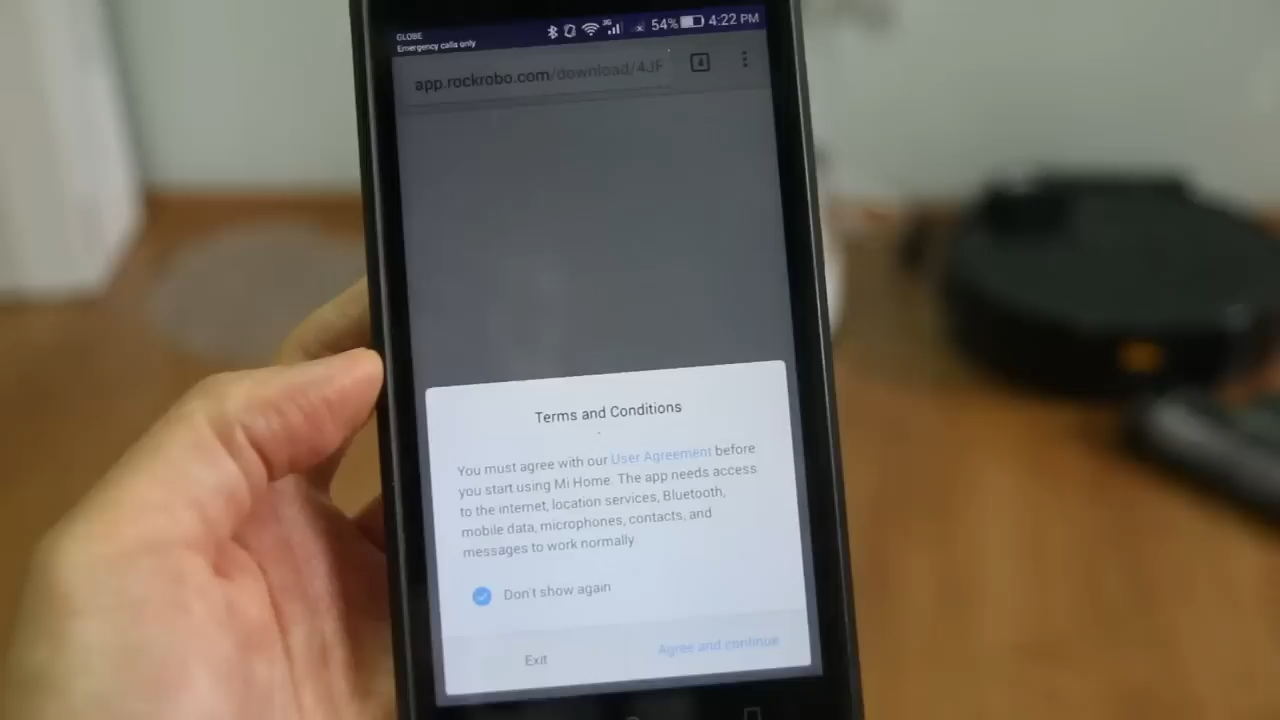 GLOBE
Emergency calls only
3G
54%
4:22 PM
app.rockrobo.com/download/4JF
4
Terms and Conditions
You must agree with our User Agreement before
you start using Mi Home. The app needs access
to the internet, location services, Bluetooth,
mobile data, microphones, contacts, and
messages to work normally
Don't show again
Exit
Agree and continue